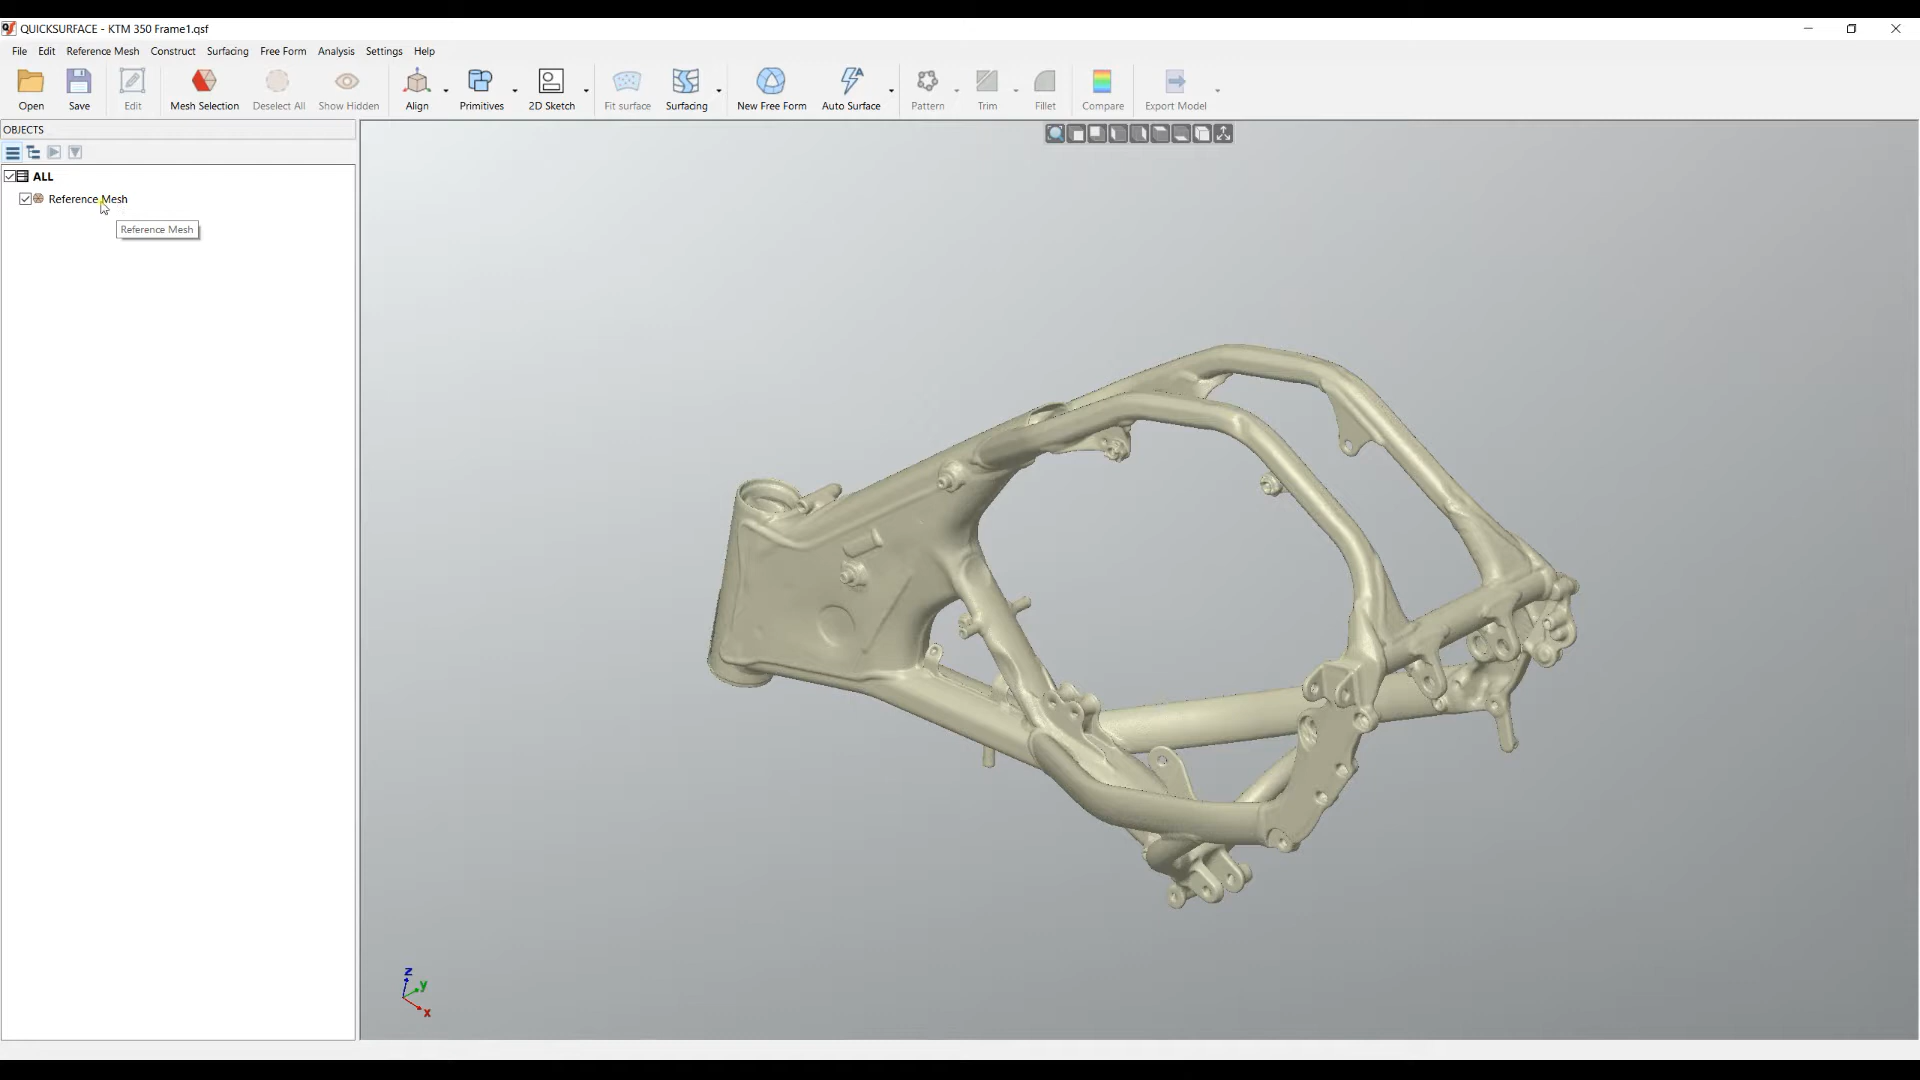 QUICKSURFACE - KTM 350 Frame1.qsf
File Edit Reference Mesh Construct Surfacing Free Form Analysis Settings Help
Open Save Edit Mesh Selection Deselect All Show Hidden Align Primitives 2D Sketch Fit surface Surfacing New Free Form Auto Surface Pattern Trim Fillet Compare Export Model
OBJECTS
ALL
Reference Mesh
Reference Mesh
z
y
x